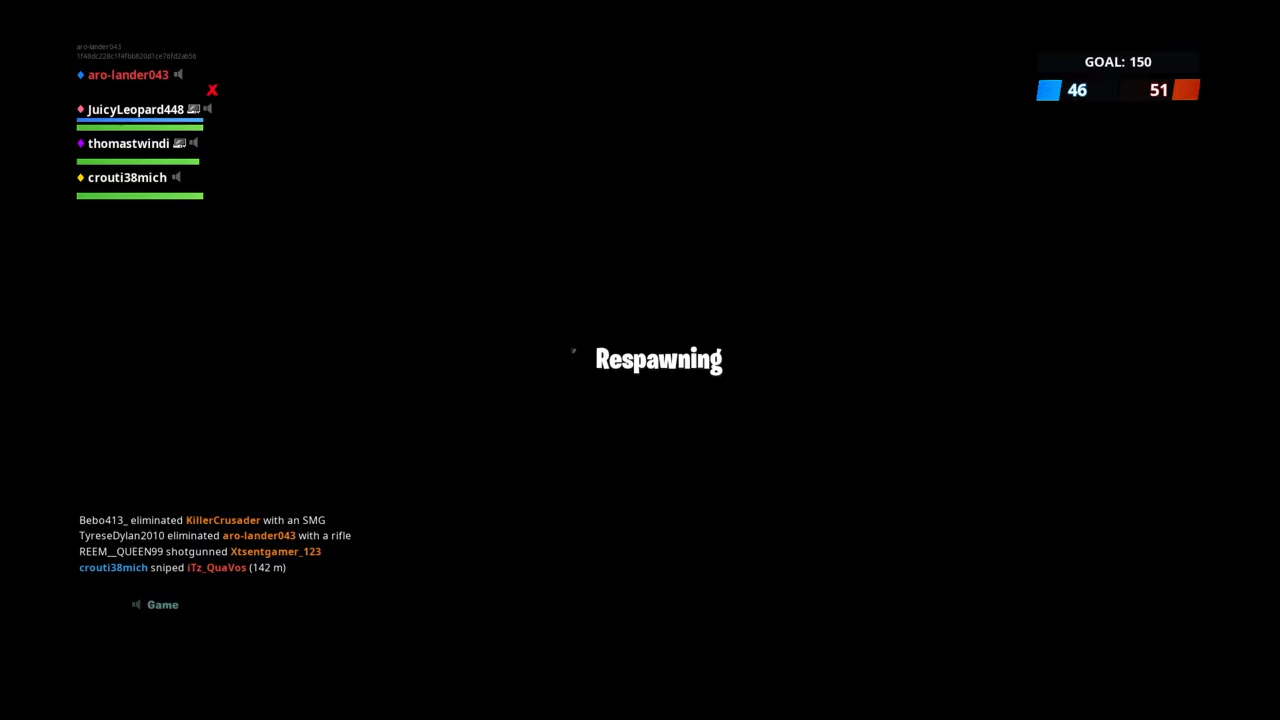 aro-lander043
aro-lander043
JuicyLeopard448
thomastwindi
crouti38mich
GOAL: 150
46 51
Respawning
Bebo413_ eliminated KillerCrusader with an SMG
TyreseDylan2010 eliminated aro-lander043 with a rifle
REEM__QUEEN99 shotgunned Xtsentgamer_123
crouti38mich sniped iTz_QuaVos (142 m)
Game